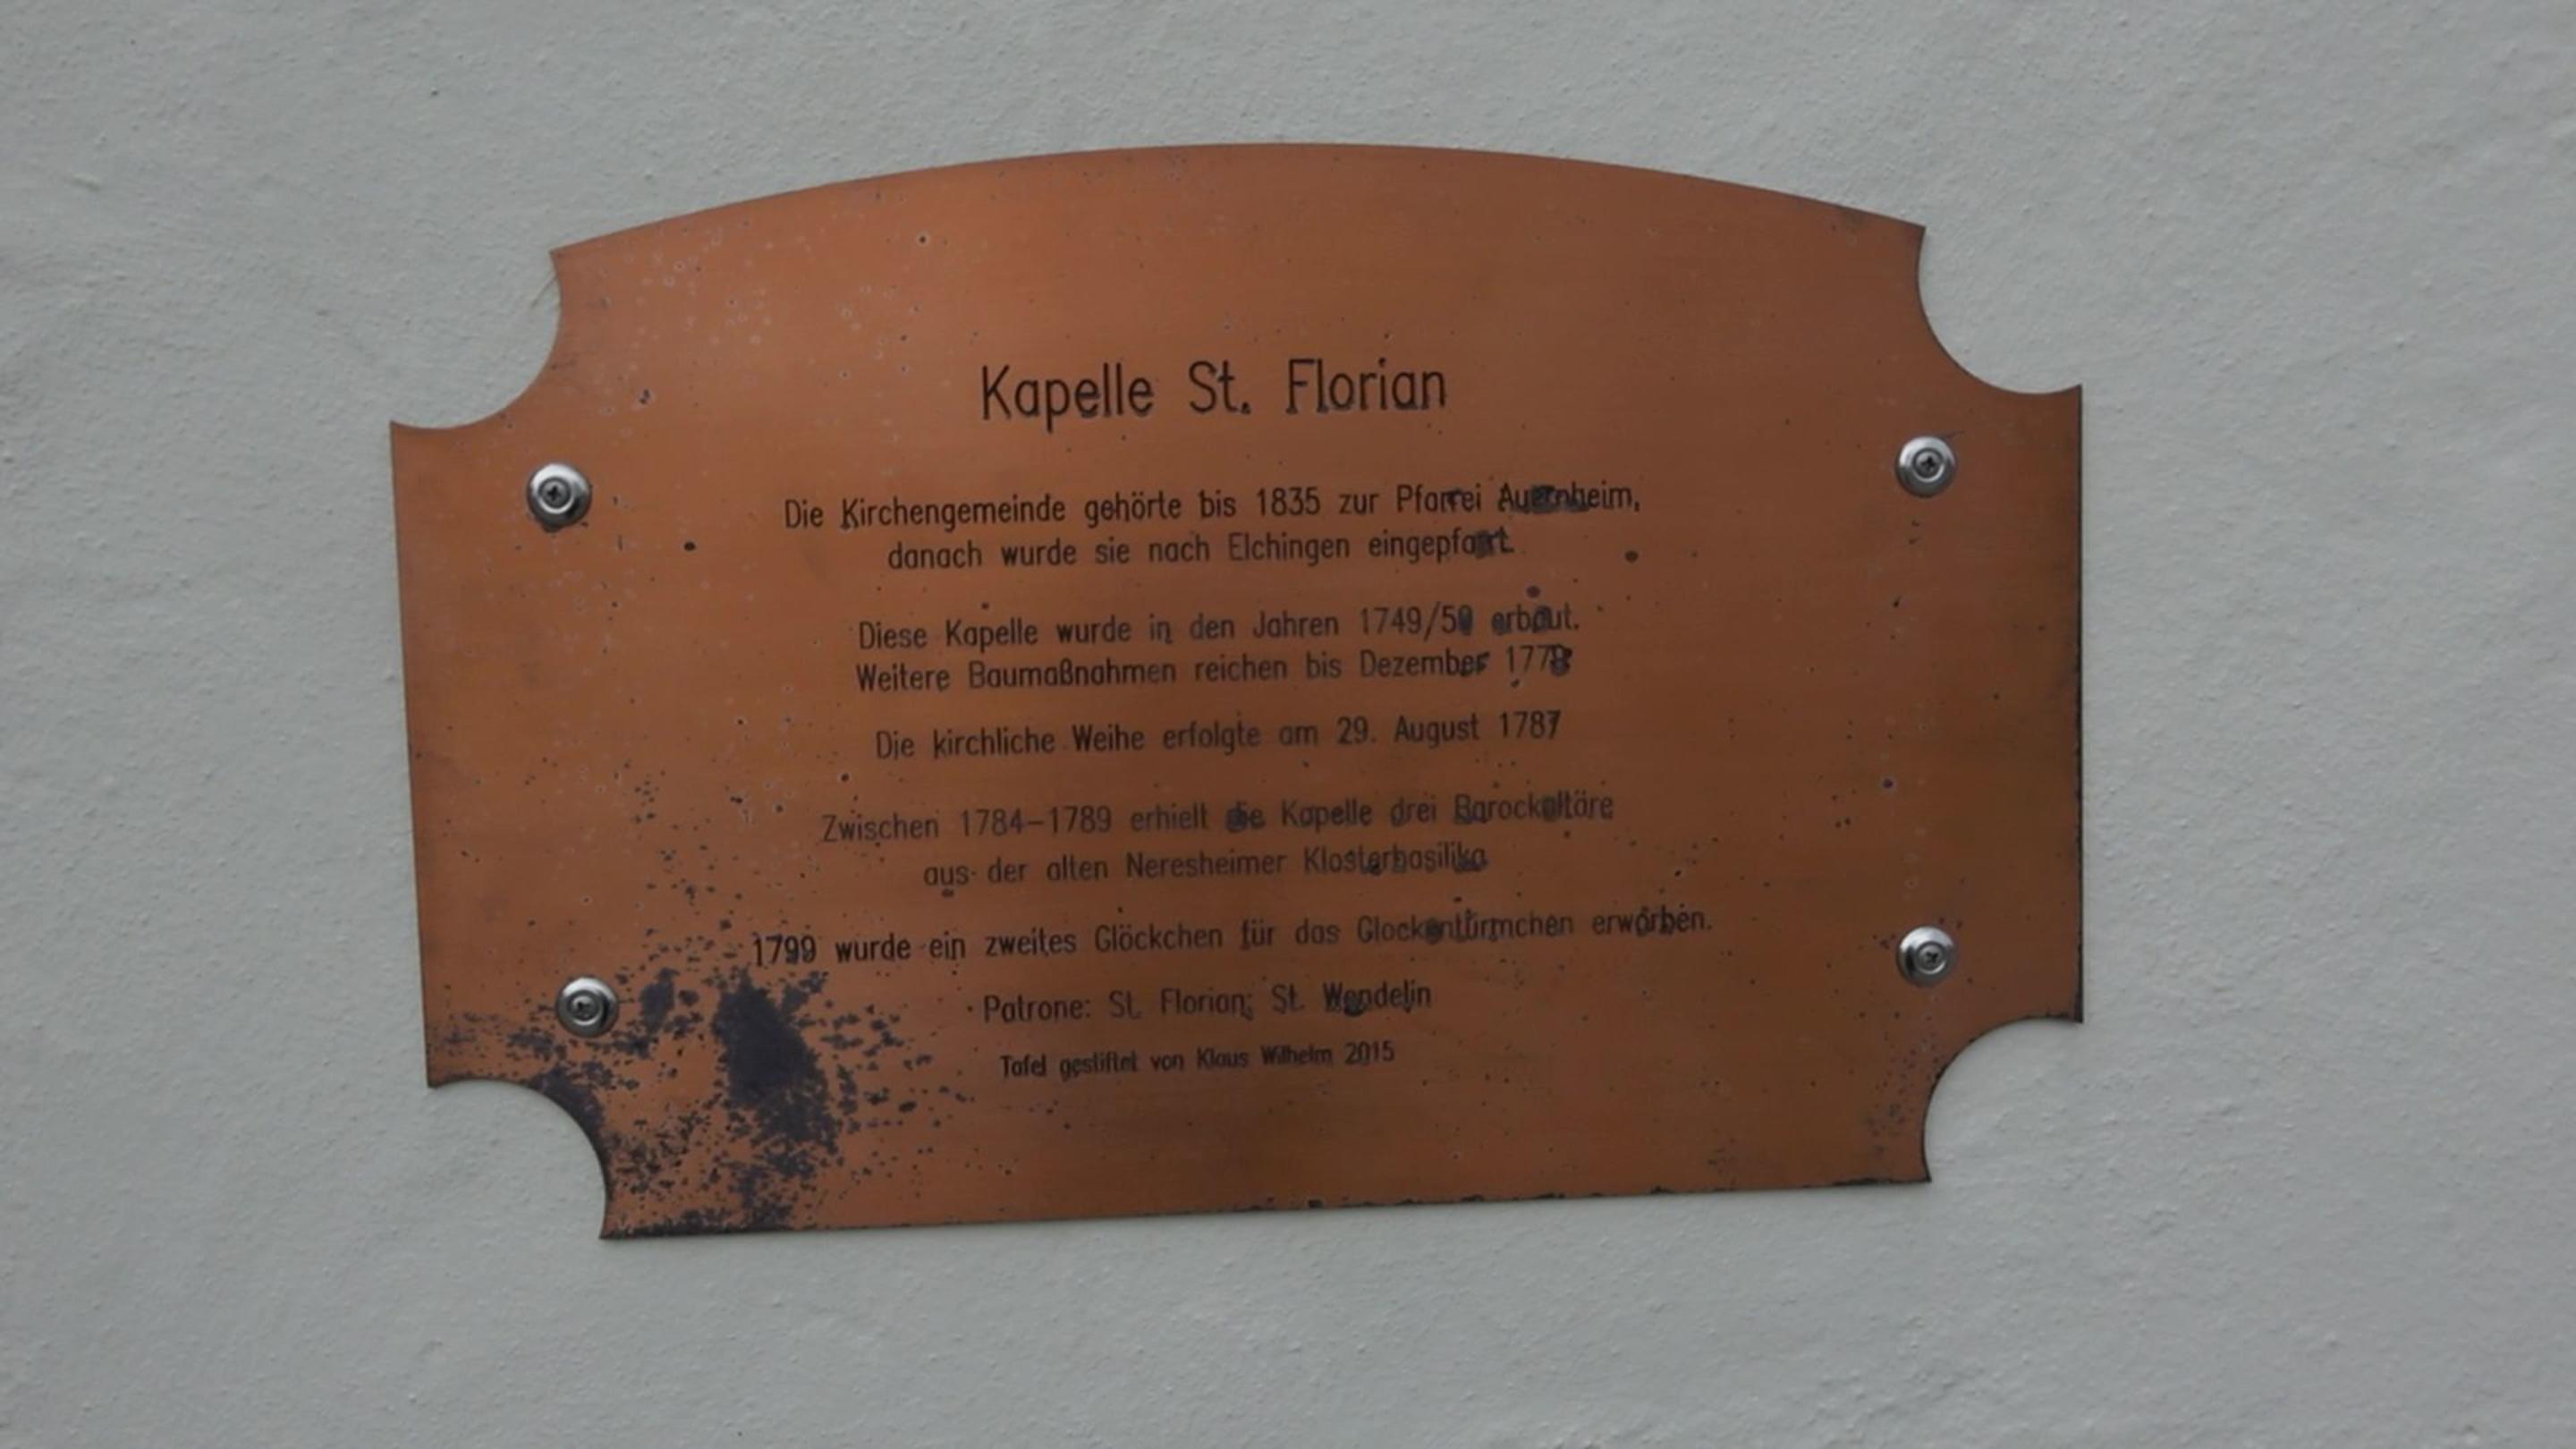 Kapelle St. Florian
Die Kirchengemeinde gehörte bis 1835 zur Pfarrei Auernheim,
danach wurde sie nach Elchingen eingepfarrt.
Diese Kapelle wurde in den Jahren 1749/50 erbaut.
Weitere Baumaßnahmen reichen bis Dezember
Die kirchliche Weihe erfolgte am 29. August 1787
Zwischen 1784–1789 erhielt die Kapelle drei Barockaltäre
aus der alten Neresheimer Klosterbasilika
1799 wurde ein zweites Glöckchen für das Glockentürmchen erworben.
Patrone: St. Florian; St. Wendelin
Tafel gestiftet von Klaus Wilhelm 2015